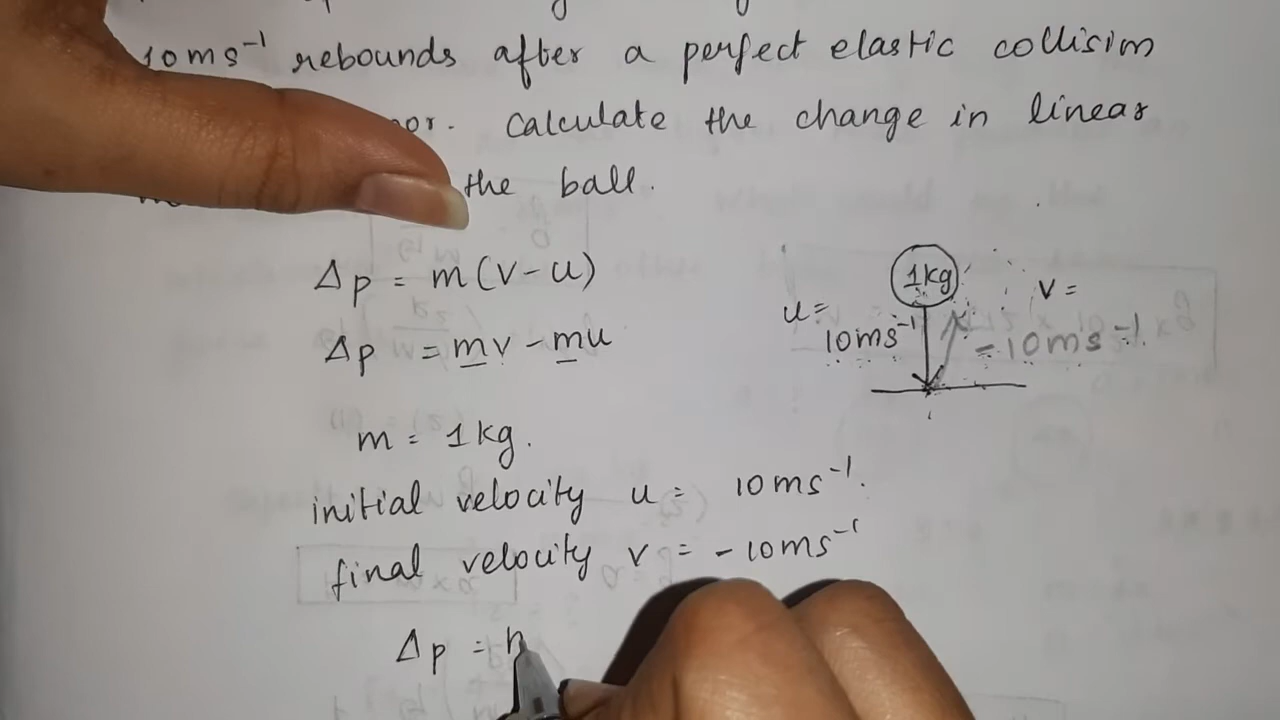 10ms⁻¹ rebounds after a perfect elastic collision
Calculate the change in linear
the ball.
Δp = m(v-u)
Δp = mv - mu
m = 1kg.
initial velocity u = 10ms⁻¹.
final velocity v = -10ms⁻¹
Δp =
1kg
u =
10ms⁻¹
v =
-10ms⁻¹